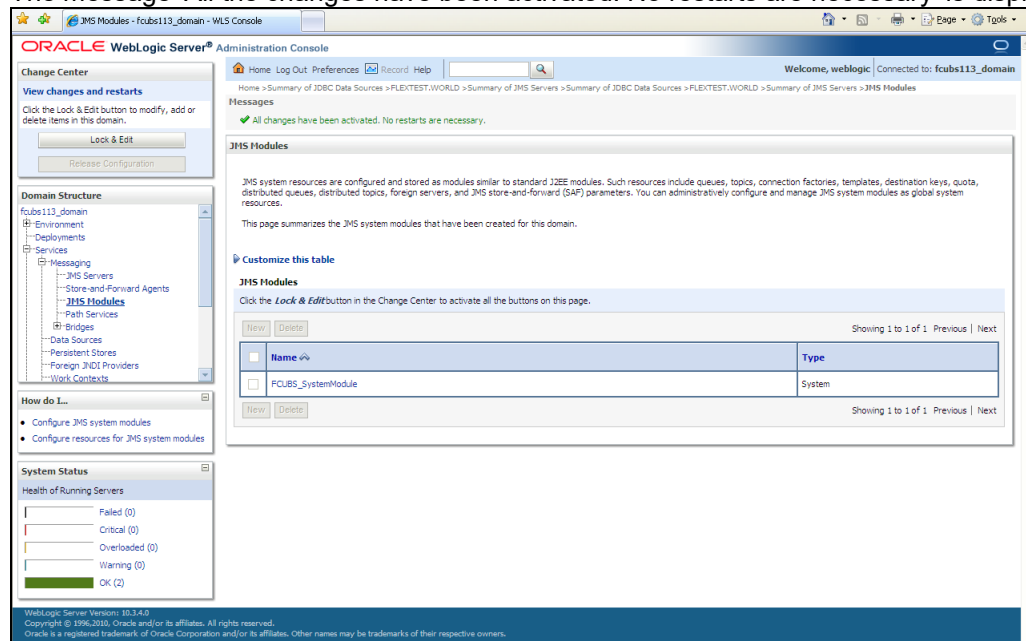 The message 'All the changes have been activated. No restarts are necessary' is disp
JMS Modules - fcubs113_domain - WLS Console
Page
Tools
ORACLE WebLogic Server® Administration Console
Change Center
View changes and restarts
Click the Lock & Edit button to modify, add or
delete items in this domain.
Lock & Edit
Release Configuration
Domain Structure
fcubs113_domain
Environment
Deployments
Services
Messaging
JMS Servers
Store-and-Forward Agents
JMS Modules
Path Services
Bridges
Data Sources
Persistent Stores
Foreign JNDI Providers
Work Contexts
How do I...
Configure JMS system modules
Configure resources for JMS system modules
System Status
Health of Running Servers
Failed (0)
Critical (0)
Overloaded (0)
Warning (0)
OK (2)
Home Log Out Preferences Record Help
Welcome, weblogic Connected to: fcubs113_domain
Home >Summary of JDBC Data Sources >FLEXTEST.WORLD >Summary of JMS Servers >Summary of JDBC Data Sources >FLEXTEST.WORLD >Summary of JMS Servers >JMS Modules
Messages
All changes have been activated. No restarts are necessary.
JMS Modules
JMS system resources are configured and stored as modules similar to standard J2EE modules. Such resources include queues, topics, connection factories, templates, destination keys, quota,
distributed queues, distributed topics, foreign servers, and JMS store-and-forward (SAF) parameters. You can administratively configure and manage JMS system modules as global system
resources.
This page summarizes the JMS system modules that have been created for this domain.
Customize this table
JMS Modules
Click the Lock & Edit button in the Change Center to activate all the buttons on this page.
New Delete
Showing 1 to 1 of 1 Previous | Next
Name Type
FCUBS_SystemModule System
New Delete
Showing 1 to 1 of 1 Previous | Next
WebLogic Server Version: 10.3.4.0
Copyright © 1996,2010, Oracle and/or its affiliates. All rights reserved.
Oracle is a registered trademark of Oracle Corporation and/or its affiliates. Other names may be trademarks of their respective owners.